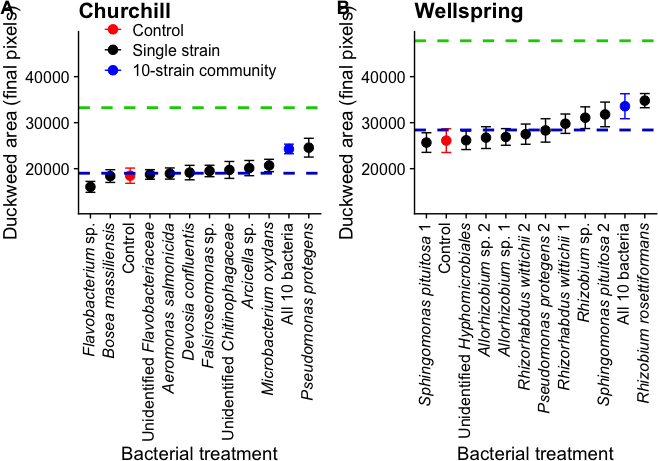 A Churchill
Control
Single strain
10-strain community
Duckweed area (final pixels)
40000
30000
20000
Flavobacterium sp.
Bosea massiliensis
Control
Unidentified Flavobacteriaceae
Aeromonas salmonicida
Devosia confluentis
Falsiroseomonas sp.
Unidentified Chitinophagaceae
Arcicella sp.
Microbacterium oxydans
All 10 bacteria
Pseudomonas protegens
Bacterial treatment
B Wellspring
Duckweed area (final pixels)
40000
30000
20000
Sphingomonas pituitosa 1
Control
Unidentified Hyphomicrobiales
Allorhizobium sp. 2
Allorhizobium sp. 1
Rhizorhabdus wittichii 2
Pseudomonas protegens 2
Rhizorhabdus wittichii 1
Rhizobium sp.
Sphingomonas pituitosa 2
All 10 bacteria
Rhizobium rosettiformans
Bacterial treatment